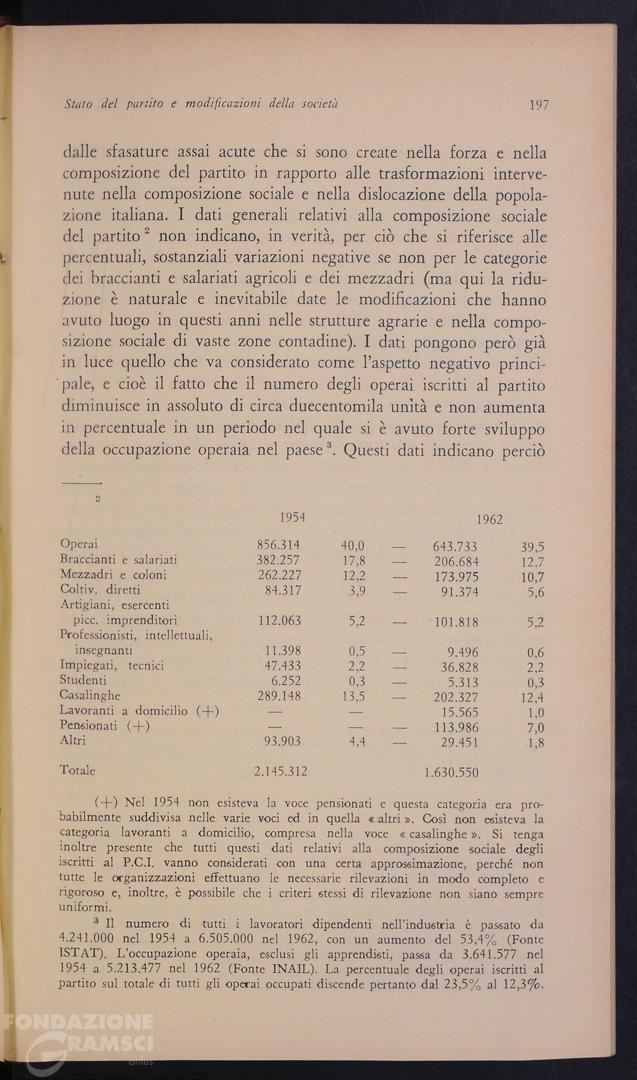 Stato del partito e modificazioni della società 197
dalle sfasature assai acute che si sono create nella forza e nella
composizione del partito in rapporto alle trasformazioni interve-
nute nella composizione sociale e nella dislocazione della popola-
zione italiana. I dati generali relativi alla composizione sociale
del partito ² non indicano, in verità, per ciò che si riferisce alle
percentuali, sostanziali variazioni negative se non per le categorie
dei braccianti e salariati agricoli e dei mezzadri (ma qui la ridu-
zione è naturale e inevitabile date le modificazioni che hanno
avuto luogo in questi anni nelle strutture agrarie e nella compo-
sizione sociale di vaste zone contadine). I dati pongono però già
in luce quello che va considerato come l'aspetto negativo princi-
pale, e cioè il fatto che il numero degli operai iscritti al partito
diminuisce in assoluto di circa duecentomila unità e non aumenta
in percentuale in un periodo nel quale si è avuto forte sviluppo
della occupazione operaia nel paese ³. Questi dati indicano perciò
2
1954 1962
Operai 856.314 40,0 — 643.733 39,5
Braccianti e salariati 382.257 17,8 — 206.684 12,7
Mezzadri e coloni 262.227 12,2 — 173.975 10,7
Coltiv. diretti 84.317 3,9 — 91.374 5,6
Artigiani, esercenti
picc. imprenditori 112.063 5,2 — 101.818 5,2
Professionisti, intellettuali,
insegnanti 11.398 0,5 — 9.496 0,6
Impiegati, tecnici 47.433 2,2 — 36.828 2,2
Studenti 6.252 0,3 — 5.313 0,3
Casalinghe 289.148 13,5 — 202.327 12,4
Lavoranti a domicilio (+) — — 15.565 1,0
Pensionati (+) — — — 113.986 7,0
Altri 93.903 4,4 — 29.451 1,8
Totale 2.145.312 1.630.550
(+) Nel 1954 non esisteva la voce pensionati e questa categoria era pro-
babilmente suddivisa nelle varie voci ed in quella « altri ». Così non esisteva la
categoria lavoranti a domicilio, compresa nella voce « casalinghe ». Si tenga
inoltre presente che tutti questi dati relativi alla composizione sociale degli
iscritti al P.C.I. vanno considerati con una certa approssimazione, perché non
tutte le organizzazioni effettuano le necessarie rilevazioni in modo completo e
rigoroso e, inoltre, è possibile che i criteri stessi di rilevazione non siano sempre
uniformi.
³ Il numero di tutti i lavoratori dipendenti nell'industria è passato da
4.241.000 nel 1954 a 6.505.000 nel 1962, con un aumento del 53,4% (Fonte
ISTAT). L'occupazione operaia, esclusi gli apprendisti, passa da 3.641.577 nel
1954 a 5.213.477 nel 1962 (Fonte INAIL). La percentuale degli operai iscritti al
partito sul totale di tutti gli operai occupati discende pertanto dal 23,5% al 12,3%.
FONDAZIONE
GRAMSCI
onlus